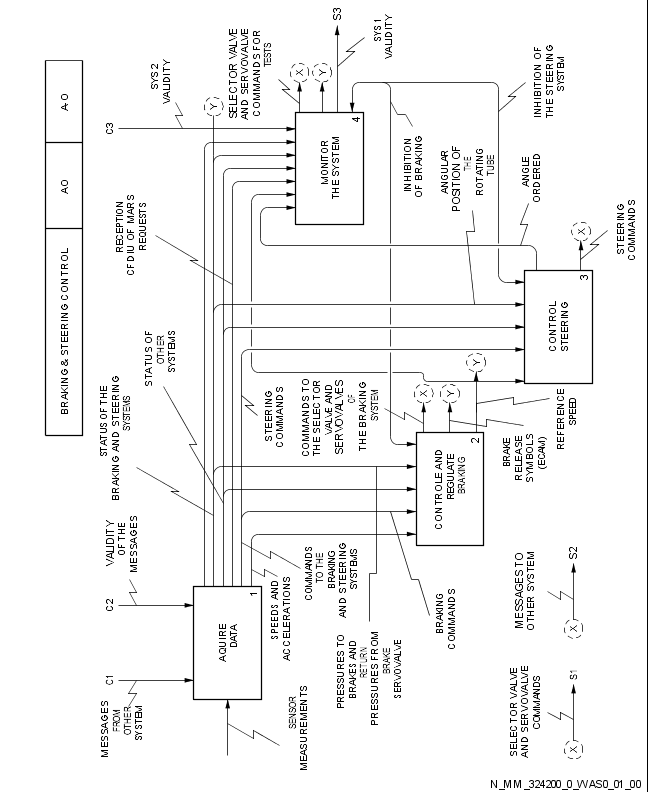 BRAKING & STEERING CONTROL
AO
A-O
C1
MESSAGES
FROM
OTHER
SYSTEM
C2
VALIDITY
OF THE
MESSAGES
STATUS OF THE
BRAKING AND STEERING
SYSTEMS
STATUS OF
OTHER
SYSTEMS
RECEPTION
CFDIU OF MARS
REQUESTS
C3
SYS 2
VALIDITY
Y
SELECTOR VALVE
AND SERVOVALVE
COMMANDS FOR
TESTS
X
Y
S3
SYS 1
VALIDITY
MONITOR
THE SYSTEM
4
AQUIRE
DATA
1
SENSOR
MEASUREMENTS
SPEEDS AND
ACCELERATIONS
COMMANDS
TO THE BRAKING
AND STEERING
SYSTEMS
STEERING
COMMANDS
PRESSURES TO
BRAKES AND
RETURN
PRESSURES FROM
BRAKE
SERVOVALVE
BRAKING
COMMANDS
COMMANDS TO
THE SELECTOR
VALVE AND
SERVOVALVES
OF
THE BRAKING
SYSTEM
X
Y
Y
CONTROLE AND
REGULATE
BRAKING
2
BRAKE
RELEASE
SYMBOLS
(ECAM)
REFERENCE
SPEED
INHIBITION
OF BRAKING
ANGULAR
POSITION OF
THE
ROTATING
TUBE
ANGLE
ORDERED
INHIBITION OF
THE STEERING
SYSTEM
CONTROL
STEERING
3
X
STEERING
COMMANDS
SELECTOR VALVE
AND SERVOVALVE
COMMANDS
X
S1
MESSAGES TO
OTHER SYSTEM
X
S2
N_MM_324200_0_WAS0_01_00